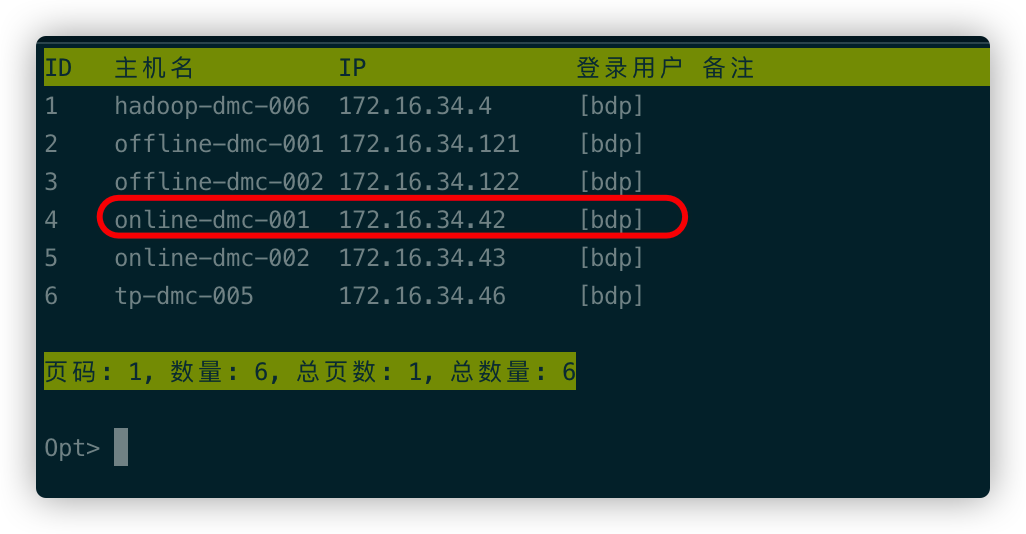 ID 主机名 IP 登录用户 备注
1 hadoop-dmc-006 172.16.34.4 [bdp]
2 offline-dmc-001 172.16.34.121 [bdp]
3 offline-dmc-002 172.16.34.122 [bdp]
4 online-dmc-001 172.16.34.42 [bdp]
5 online-dmc-002 172.16.34.43 [bdp]
6 tp-dmc-005 172.16.34.46 [bdp]
页码: 1, 数量: 6, 总页数: 1, 总数量: 6
Opt>